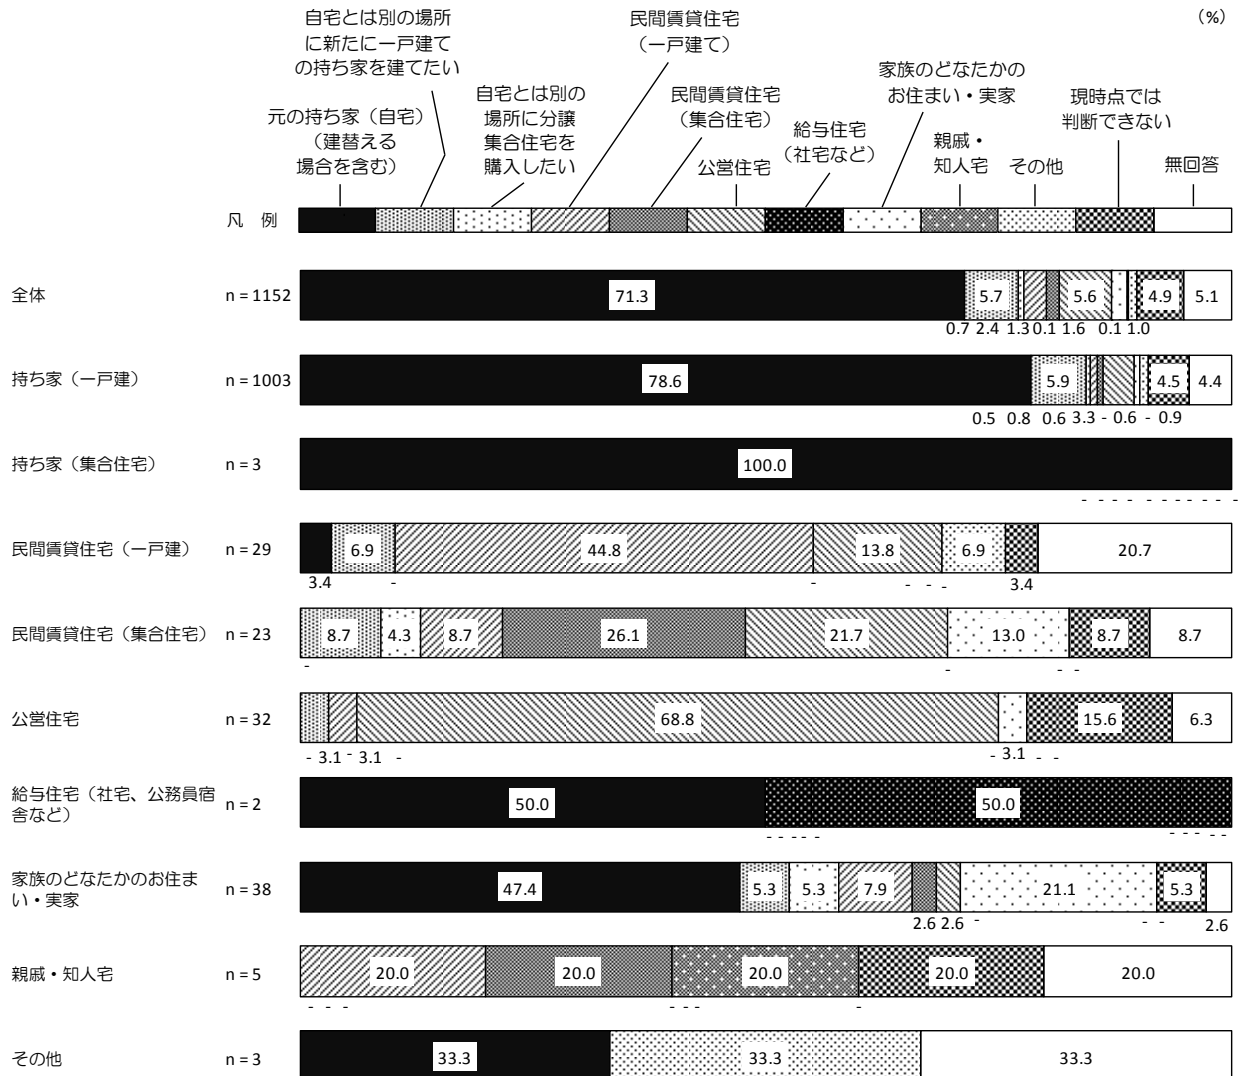 (%)
自宅とは別の場所
に新たに一戸建て
の持ち家を建てたい
民間賃貸住宅
(一戸建て)
元の持ち家(自宅)
(建替える
場合を含む)
自宅とは別の
場所に分譲
集合住宅を
購入したい
民間賃貸住宅
(集合住宅)
公営住宅
給与住宅
(社宅など)
家族のどなたかの
お住まい・実家
親戚・
知人宅
その他
現時点では
判断できない
無回答
凡 例
全体 n = 1152 71.3 5.7 5.6 4.9 5.1
0.7 2.4 1.3 0.1 1.6 0.1 1.0
持ち家(一戸建) n = 1003 78.6 5.9 4.5 4.4
0.5 0.8 0.6 3.3 - 0.6 - 0.9
持ち家(集合住宅) n = 3 100.0
- - - - - - - - - - -
民間賃貸住宅(一戸建) n = 29 6.9 44.8 13.8 6.9 20.7
3.4 - - - - - 3.4
民間賃貸住宅(集合住宅) n = 23 8.7 4.3 8.7 26.1 21.7 13.0 8.7 8.7
- - - -
公営住宅 n = 32 68.8 15.6 6.3
- 3.1 - 3.1 - - 3.1 - -
給与住宅(社宅、公務員宿
舎など) n = 2 50.0 50.0
- - - - - - - - - -
家族のどなたかのお住ま
い・実家 n = 38 47.4 5.3 5.3 7.9 21.1 5.3
2.6 2.6 - - - 2.6
親戚・知人宅 n = 5 20.0 20.0 20.0 20.0 20.0
- - - - - - -
その他 n = 3 33.3 33.3 33.3